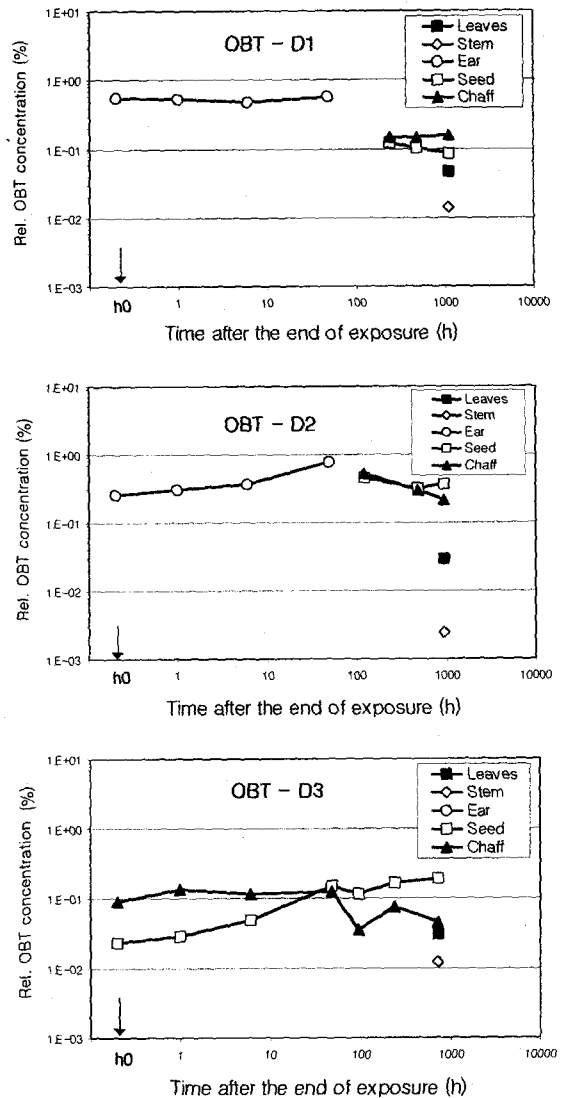 OBT - D1
Leaves
Stem
Ear
Seed
Chaff
Rel. OBT concentration (%)
1.E+01
1.E+00
1.E-01
1.E-02
1.E-03
h0
1
10
100
1000
10000
Time after the end of exposure (h)
OBT - D2
Leaves
Stem
Ear
Seed
Chaff
Rel. OBT concentration (%)
1.E+01
1.E+00
1.E-01
1.E-02
1.E-03
h0
1
10
100
1000
10000
Time after the end of exposure (h)
OBT - D3
Leaves
Stem
Ear
Seed
Chaff
Rel. OBT concentration (%)
1.E+01
1.E+00
1.E-01
1.E-02
1.E-03
h0
1
10
100
1000
10000
Time after the end of exposure (h)